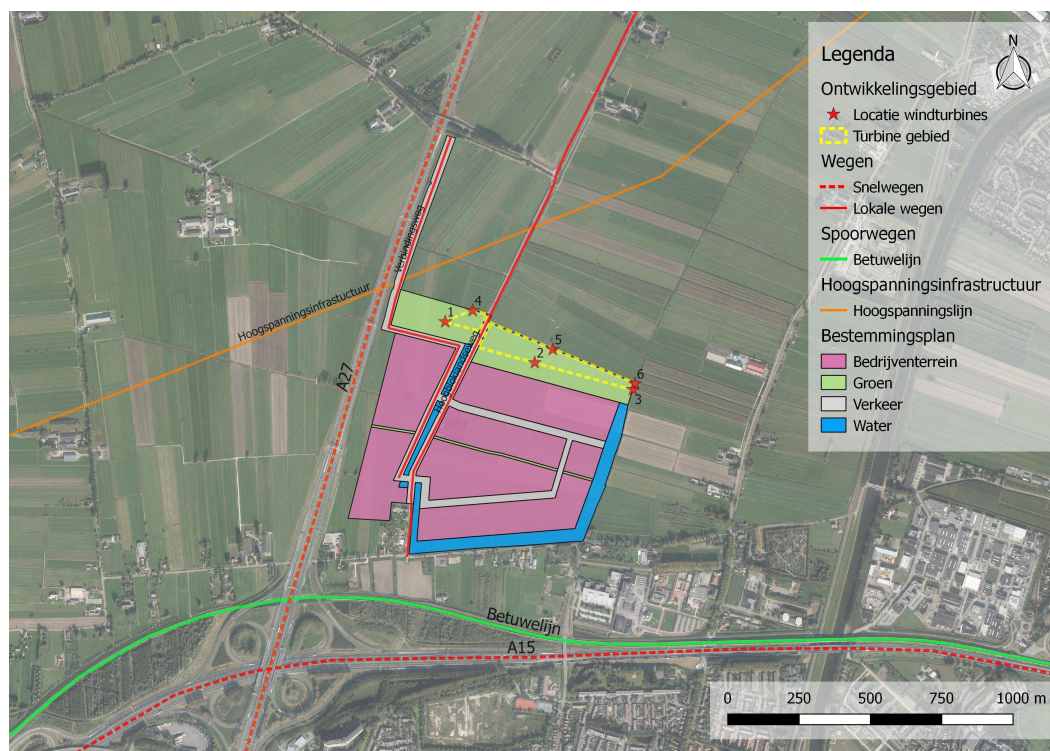 Legenda
N
Ontwikkelingsgebied
Locatie windturbines
Turbine gebied
Wegen
Snelwegen
Lokale wegen
Spoorwegen
Betuwelijn
Hoogspanningsinfrastructuur
Hoogspanningslijn
Bestemmingsplan
Bedrijventerrein
Groen
Verkeer
Water
Verbindingsweg
Hoogspanningsinfrastuctuur
1
4
5
2
6
3
A27
Betuwelijn
A15
0 250 500 750 1000 m